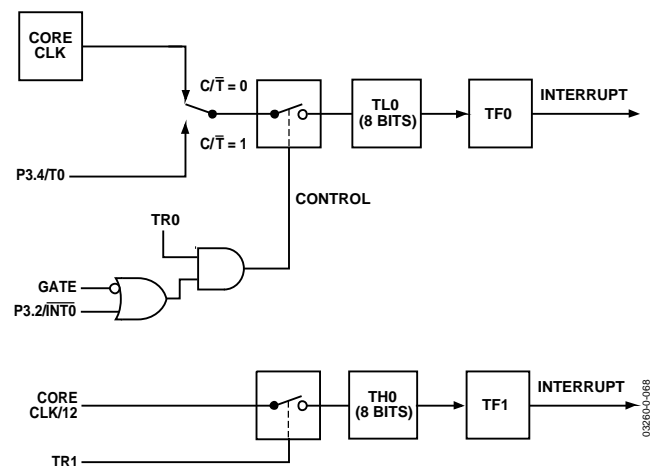 CORE
CLK
C/T̅ = 0
TL0
(8 BITS)
TF0
INTERRUPT
C/T̅ = 1
P3.4/T0
CONTROL
TR0
GATE
P3.2/I̅N̅T̅0̅
CORE
CLK/12
TH0
(8 BITS)
TF1
INTERRUPT
TR1
03260-0-068